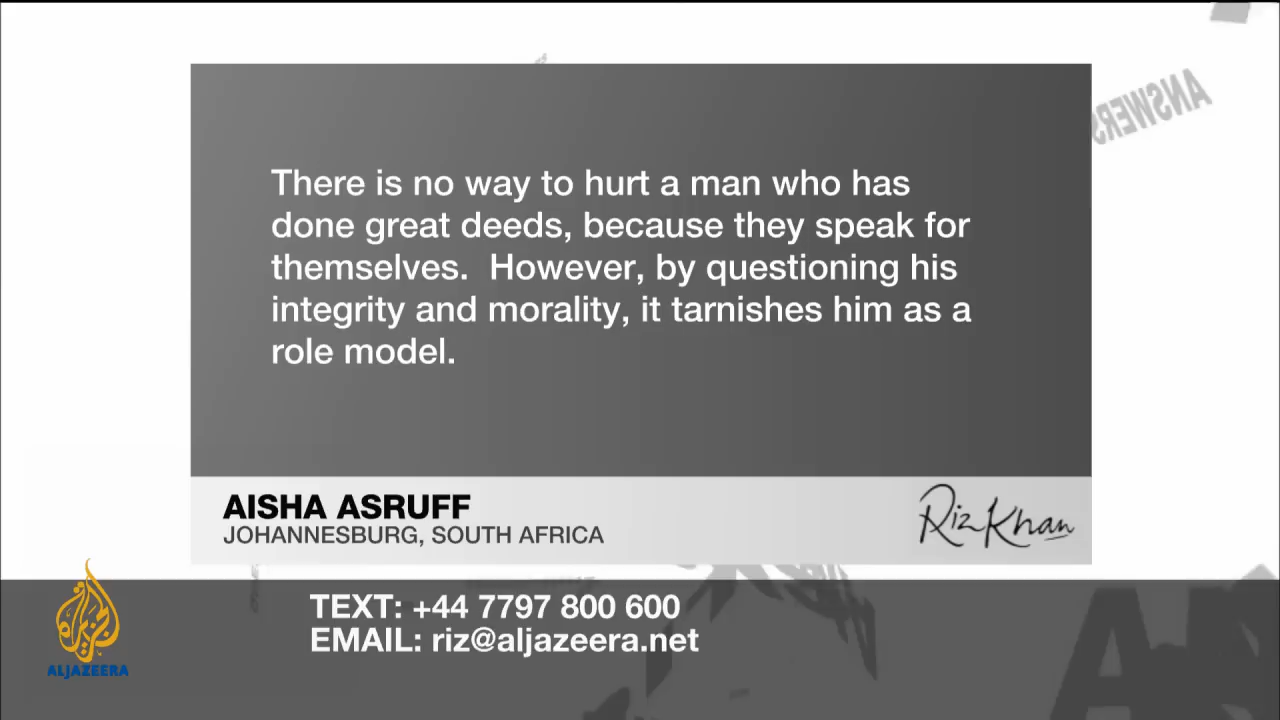 ANSWERS
There is no way to hurt a man who has
done great deeds, because they speak for
themselves.  However, by questioning his
integrity and morality, it tarnishes him as a
role model.
AISHA ASRUFF
JOHANNESBURG, SOUTH AFRICA
Riz Khan
TEXT: +44 7797 800 600
EMAIL: riz@aljazeera.net
الجزيرة
ALJAZEERA